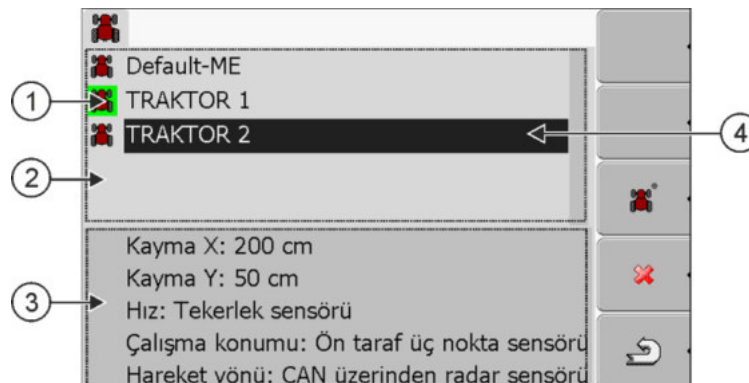 Default-ME
1
TRAKTOR 1
TRAKTOR 2
4
2
Kayma X: 200 cm
Kayma Y: 50 cm
3
Hız: Tekerlek sensörü
Çalışma konumu: Ön taraf üç nokta sensörü
Hareket yönü: CAN üzerinden radar sensörü